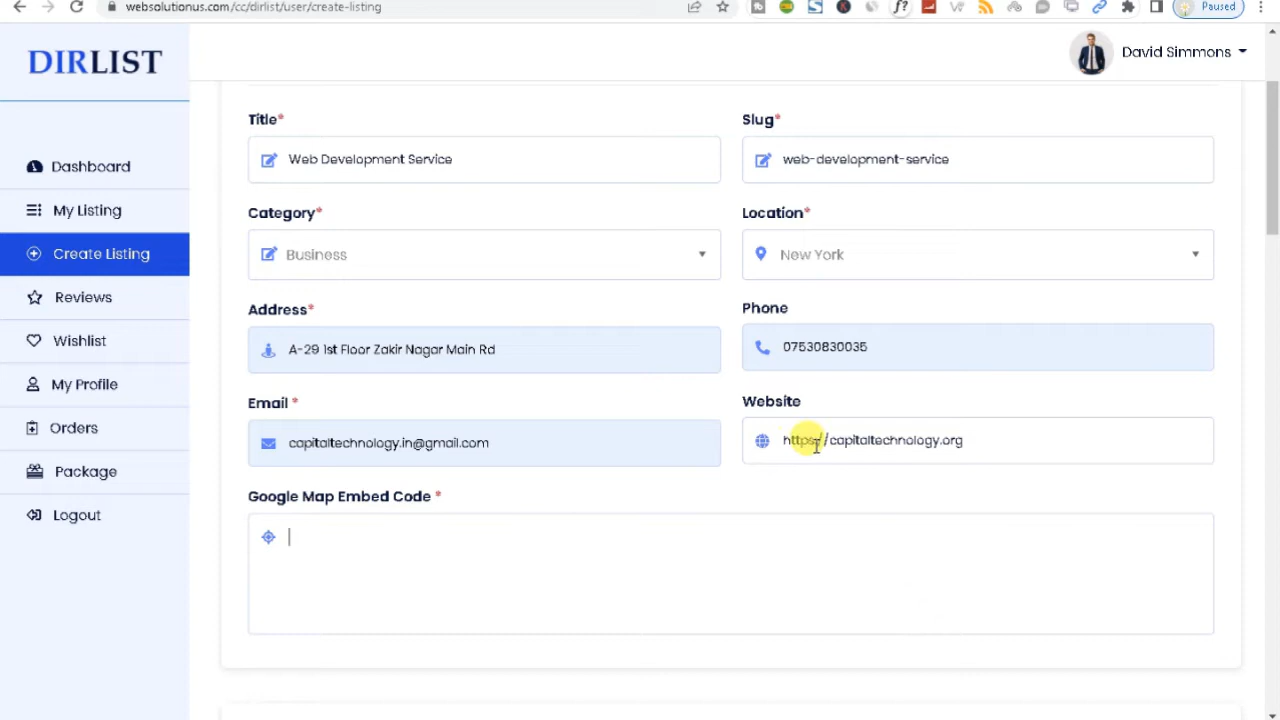 websolutionus.com/cc/dirlist/user/create-listing
Paused
DIRLIST
David Simmons
Dashboard
My Listing
Create Listing
Reviews
Wishlist
My Profile
Orders
Package
Logout
Title*
Web Development Service
Slug*
web-development-service
Category*
Business
Location*
New York
Address*
A-29 1st Floor Zakir Nagar Main Rd
Phone
07530830035
Email *
capitaltechnology.in@gmail.com
Website
https://capitaltechnology.org
Google Map Embed Code *